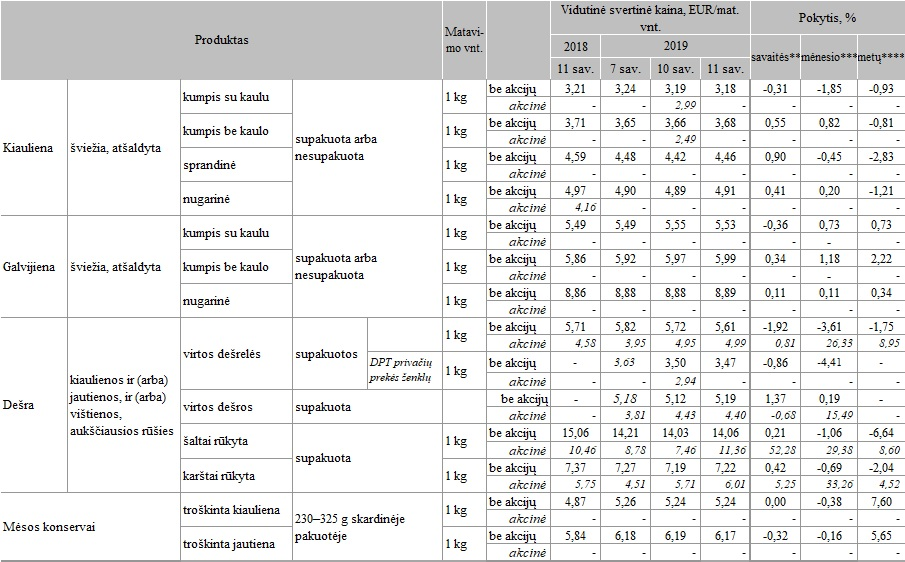 Produktas Matavi-mo vnt. Vidutinė svertinė kaina, EUR/mat. vnt. Pokytis, %
2018 2019 savaitės** mėnesio*** metų****
11 sav. 7 sav. 10 sav. 11 sav.
Kiauliena šviežia, atšaldyta kumpis su kaulu supakuota arba nesupakuota 1 kg be akcijų 3,21 3,24 3,19 3,18 -0,31 -1,85 -0,93
akcinė - - 2,99 - - - -
kumpis be kaulo 1 kg be akcijų 3,71 3,65 3,66 3,68 0,55 0,82 -0,81
akcinė - - 2,49 - - - -
sprandinė 1 kg be akcijų 4,59 4,48 4,42 4,46 0,90 -0,45 -2,83
akcinė - - - - - - -
nugarinė 1 kg be akcijų 4,97 4,90 4,89 4,91 0,41 0,20 -1,21
akcinė 4,16 - - - - - -
Galvijiena šviežia, atšaldyta kumpis su kaulu supakuota arba nesupakuota 1 kg be akcijų 5,49 5,49 5,55 5,53 -0,36 0,73 0,73
akcinė - - - - - - -
kumpis be kaulo 1 kg be akcijų 5,86 5,92 5,97 5,99 0,34 1,18 2,22
akcinė - - - - - - -
nugarinė 1 kg be akcijų 8,86 8,88 8,88 8,89 0,11 0,11 0,34
akcinė - - - - - - -
Dešra kiaulienos ir (arba) jautienos, ir (arba) vištienos, aukščiausios rūšies virtos dešrelės supakuotos 1 kg be akcijų 5,71 5,82 5,72 5,61 -1,92 -3,61 -1,75
akcinė 4,58 3,95 4,95 4,99 0,81 26,33 8,95
DPT privačių prekės ženklų 1 kg be akcijų - 3,63 3,50 3,47 -0,86 -4,41 -
akcinė - - 2,94 - - - -
virtos dešros supakuota be akcijų - 5,18 5,12 5,19 1,37 0,19 -
akcinė - 3,81 4,43 4,40 -0,68 15,49 -
šaltai rūkyta supakuota 1 kg be akcijų 15,06 14,21 14,03 14,06 0,21 -1,06 -6,64
akcinė 10,46 8,78 7,46 11,36 52,28 29,38 8,60
karštai rūkyta 1 kg be akcijų 7,37 7,27 7,19 7,22 0,42 -0,69 -2,04
akcinė 5,75 4,51 5,71 6,01 5,25 33,26 4,52
Mėsos konservai troškinta kiauliena 230–325 g skardinėje pakuotėje 1 kg be akcijų 4,87 5,26 5,24 5,24 0,00 -0,38 7,60
akcinė - - - - - - -
troškinta jautiena 1 kg be akcijų 5,84 6,18 6,19 6,17 -0,32 -0,16 5,65
akcinė - - - - - - -